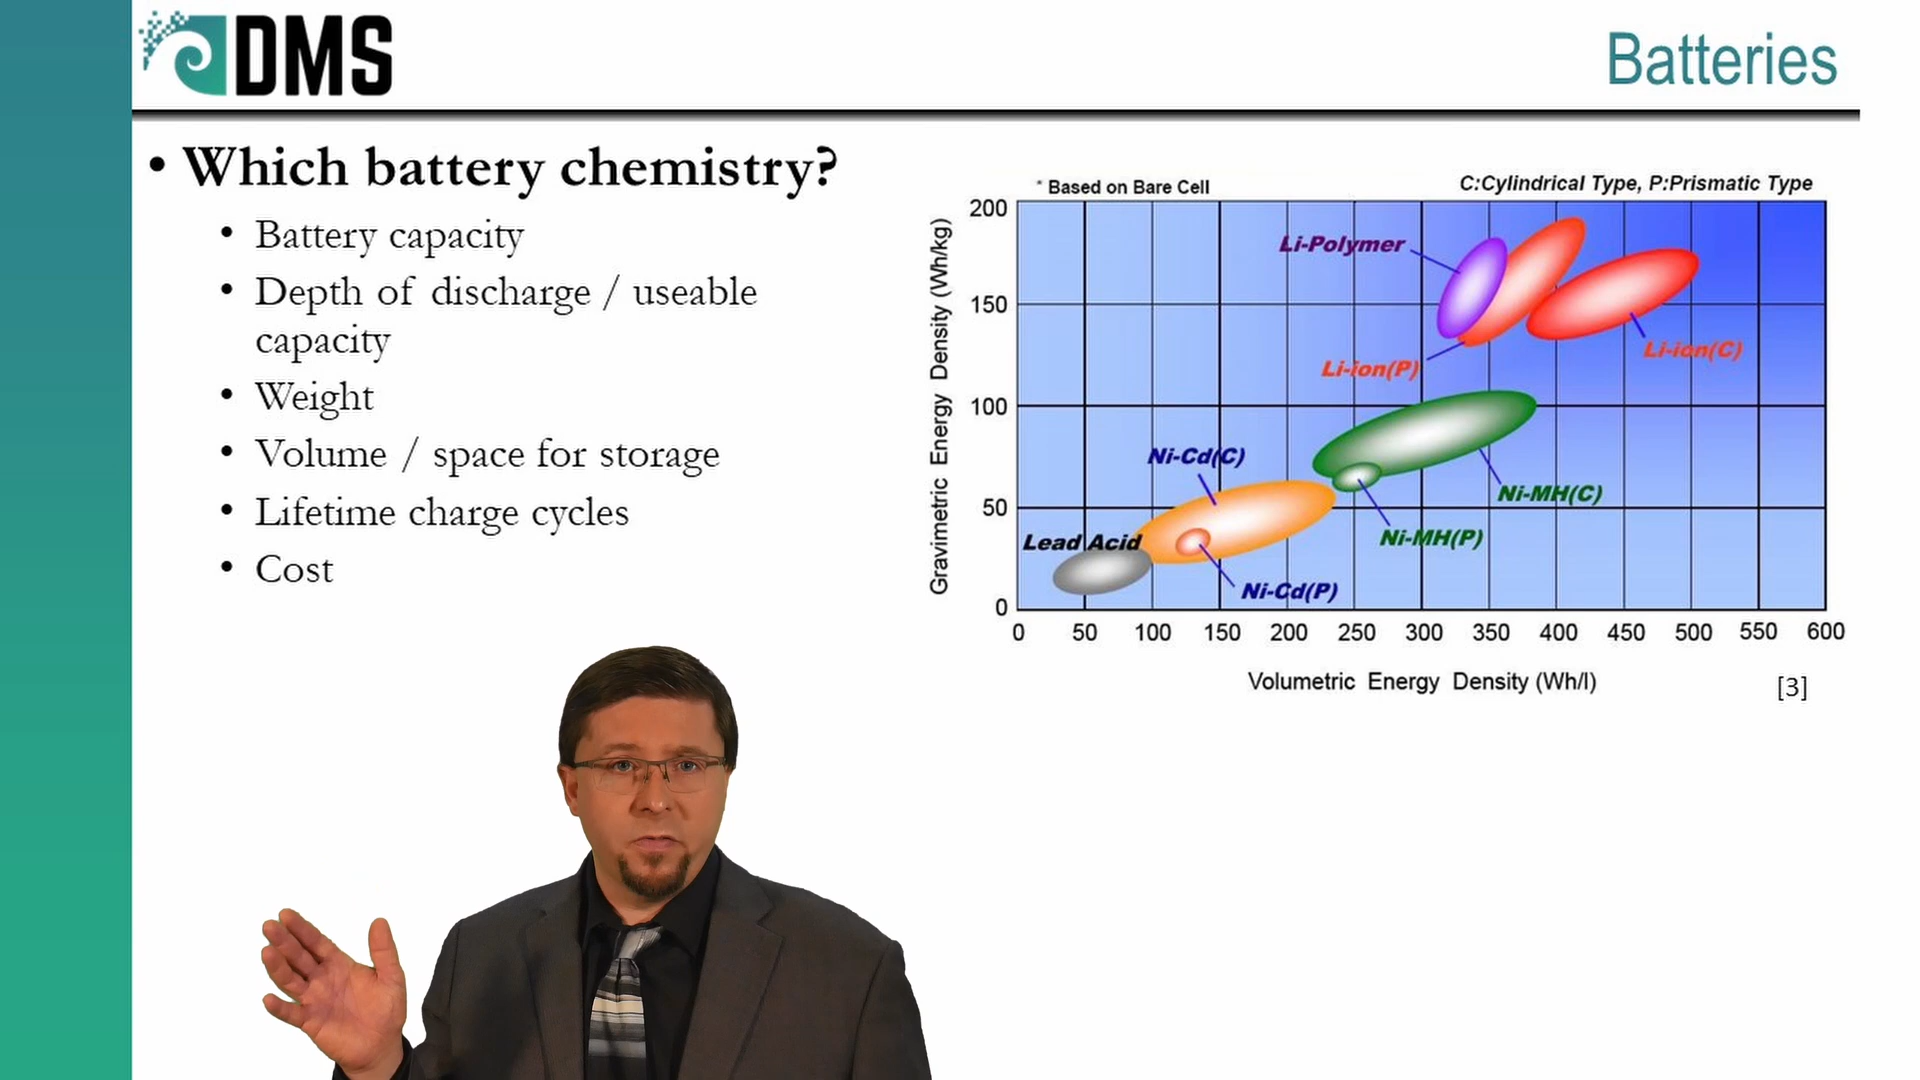 DMS
Batteries
• Which battery chemistry?
• Battery capacity
• Depth of discharge / useable
capacity
• Weight
• Volume / space for storage
• Lifetime charge cycles
• Cost
* Based on Bare Cell
C:Cylindrical Type, P:Prismatic Type
Gravimetric Energy Density (Wh/kg)
200
150
100
50
0
Li-Polymer
Li-ion(P)
Li-ion(C)
Ni-Cd(C)
Ni-MH(C)
Ni-MH(P)
Lead Acid
Ni-Cd(P)
0 50 100 150 200 250 300 350 400 450 500 550 600
Volumetric Energy Density (Wh/l)
[3]